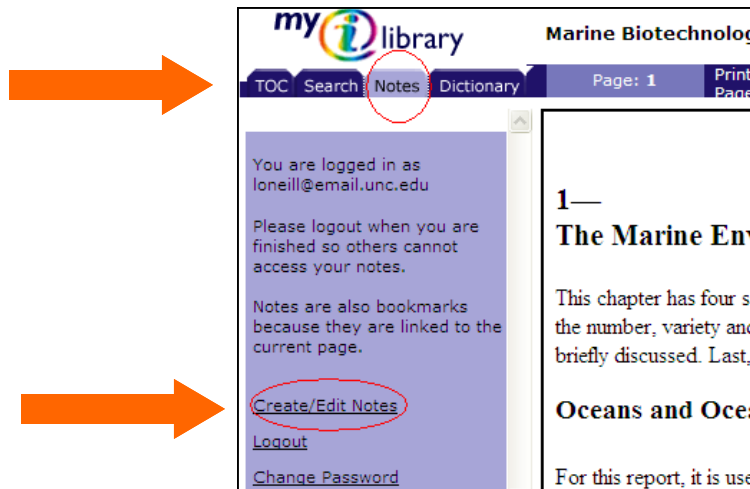 my i library
Marine Biotechnolog
TOC Search Notes Dictionary
Page: 1
Print
Page
You are logged in as
loneill@email.unc.edu
Please logout when you are
finished so others cannot
access your notes.
Notes are also bookmarks
because they are linked to the
current page.
Create/Edit Notes
Logout
Change Password
1—
The Marine Env
This chapter has four s
the number, variety and
briefly discussed. Last,
Oceans and Ocea
For this report, it is use